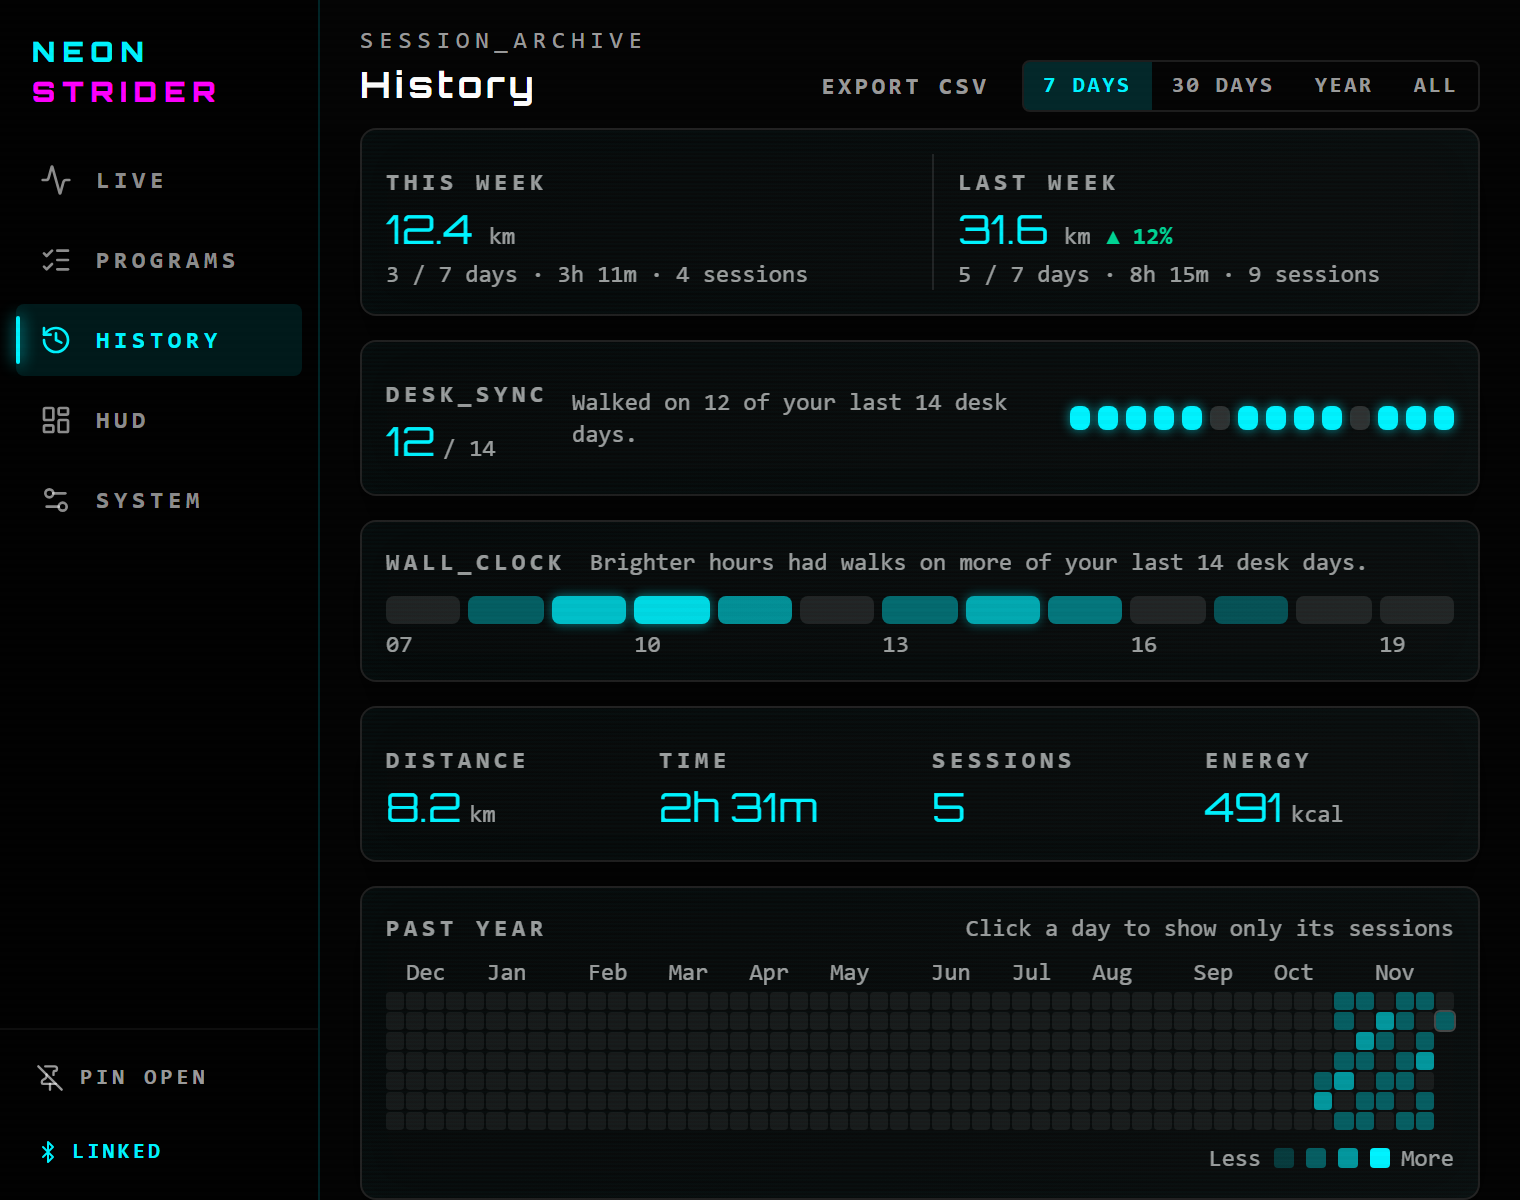 NEON
STRIDER
LIVE
PROGRAMS
HISTORY
HUD
SYSTEM
PIN OPEN
LINKED
SESSION_ARCHIVE
History
EXPORT CSV
7 DAYS
30 DAYS
YEAR
ALL
THIS WEEK
12.4 km
3 / 7 days · 3h 11m · 4 sessions
LAST WEEK
31.6 km ▲ 12%
5 / 7 days · 8h 15m · 9 sessions
DESK_SYNC
12 / 14
Walked on 12 of your last 14 desk
days.
WALL_CLOCK Brighter hours had walks on more of your last 14 desk days.
07 10 13 16 19
DISTANCE
8.2 km
TIME
2h 31m
SESSIONS
5
ENERGY
491 kcal
PAST YEAR
Click a day to show only its sessions
Dec Jan Feb Mar Apr May Jun Jul Aug Sep Oct Nov
Less More